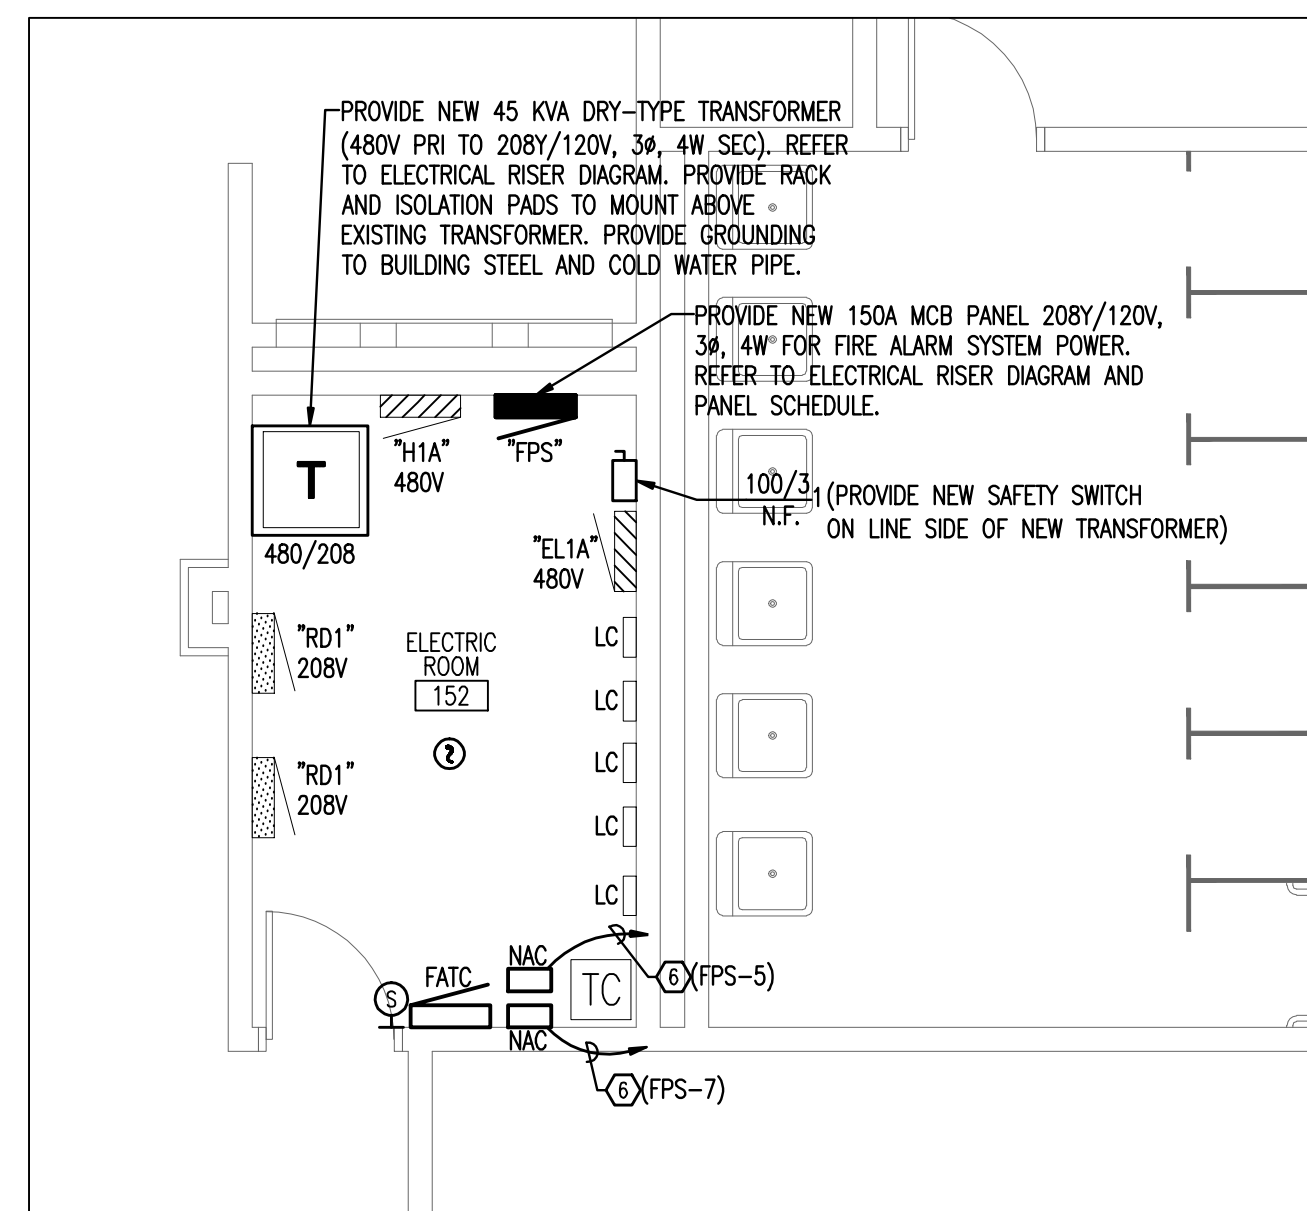 PROVIDE NEW 45 KVA DRY-TYPE TRANSFORMER
(480V PRI TO 208Y/120V, 3ø, 4W SEC). REFER
TO ELECTRICAL RISER DIAGRAM. PROVIDE RACK
AND ISOLATION PADS TO MOUNT ABOVE
EXISTING TRANSFORMER. PROVIDE GROUNDING
TO BUILDING STEEL AND COLD WATER PIPE.
PROVIDE NEW 150A MCB PANEL 208Y/120V,
3ø, 4W FOR FIRE ALARM SYSTEM POWER.
REFER TO ELECTRICAL RISER DIAGRAM AND
PANEL SCHEDULE.
"H1A"
480V
"FPS"
T
480/208
100/3
N.F.
1
(PROVIDE NEW SAFETY SWITCH
ON LINE SIDE OF NEW TRANSFORMER)
"EL1A"
480V
"RD1"
208V
ELECTRIC
ROOM
152
LC
LC
LC
"RD1"
208V
LC
LC
NAC
FATC
TC
6
(FPS-5)
S
NAC
6
(FPS-7)